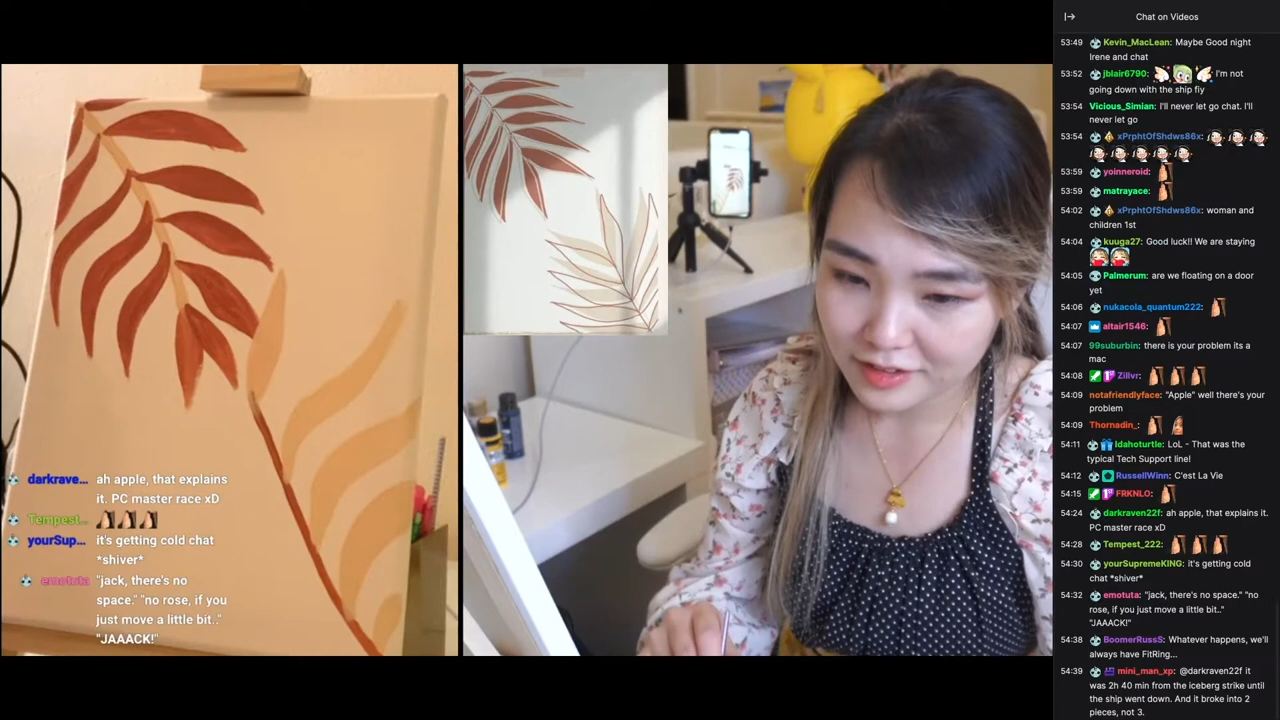 darkrave... ah apple, that explains
it. PC master race xD
Tempest...
yourSup... it's getting cold chat
*shiver*
emotuta "jack, there's no
space." "no rose, if you
just move a little bit.."
"JAAACK!"
Chat on Videos
53:49 Kevin_MacLean: Maybe Good night
Irene and chat
53:52 jblair6790: I'm not
going down with the ship fly
53:54 Vicious_Simian: I'll never let go chat. I'll
never let go
53:54 xPrphtOfShdws86x:
53:59 yoinneroid:
53:59 matrayace:
54:02 xPrphtOfShdws86x: woman and
children 1st
54:04 kuuga27: Good luck!! We are staying
54:05 Palmerum: are we floating on a door
yet
54:06 nukacola_quantum222:
54:07 altair1546:
54:07 99suburbin: there is your problem its a
mac
54:08 Zillvr:
54:09 notafriendlyface: "Apple" well there's your
problem
54:09 Thornadin_:
54:11 Idahoturtle: LoL - That was the
typical Tech Support line!
54:12 RussellWinn: C'est La Vie
54:15 FRKNLO:
54:24 darkraven22f: ah apple, that explains it.
PC master race xD
54:28 Tempest_222:
54:30 yourSupremeKING: it's getting cold
chat *shiver*
54:32 emotuta: "jack, there's no space." "no
rose, if you just move a little bit.."
"JAAACK!"
54:38 BoomerRussS: Whatever happens, we'll
always have FitRing...
54:39 mini_man_xp: @darkraven22f it
was 2h 40 min from the iceberg strike until
the ship went down. And it broke into 2
pieces, not 3.